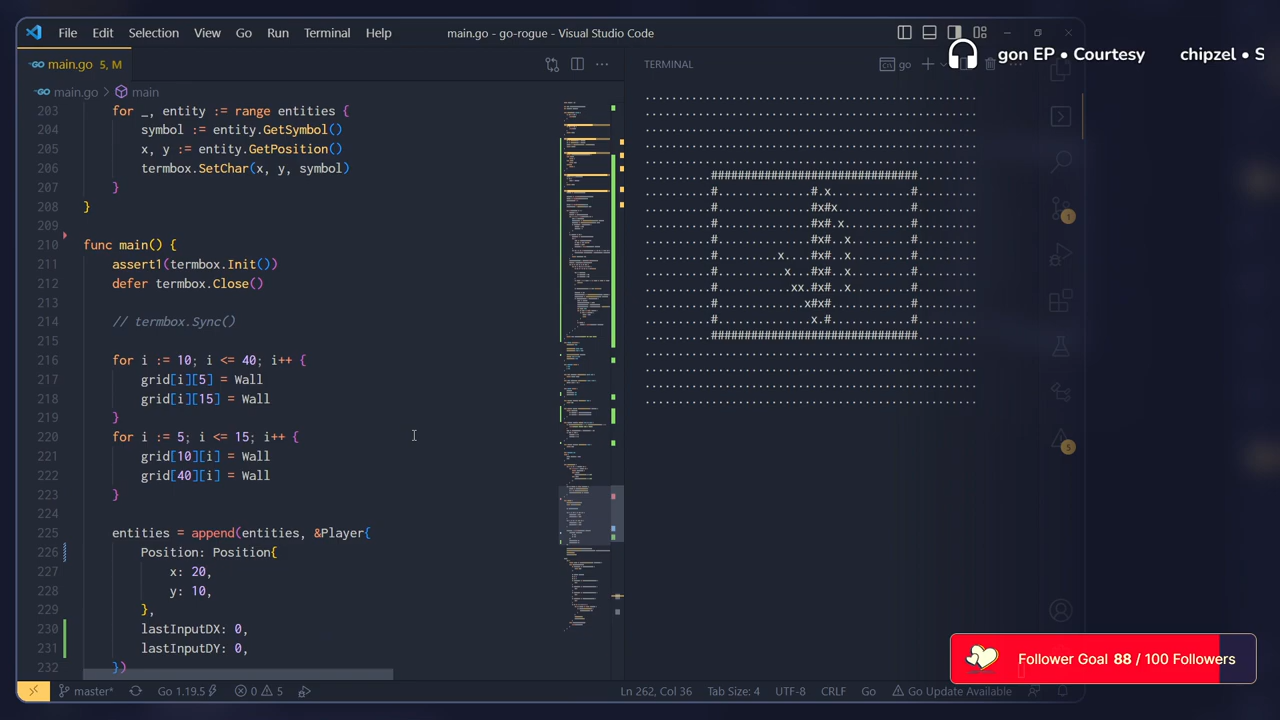 File Edit Selection View Go Run Terminal Help main.go - go-rogue - Visual Studio Code
gon EP • Courtesy chipzel • S
main.go 5, M
TERMINAL
go
main.go > main
203 for _, entity := range entities {
204 symbol := entity.GetSymbol()
205 x, y := entity.GetPosition()
206 termbox.SetChar(x, y, symbol)
207 }
208 }
209
210 func main() {
211 assert1(termbox.Init())
212 defer termbox.Close()
213
214 // termbox.Sync()
215
216 for i := 10; i <= 40; i++ {
217 grid[i][5] = Wall
218 grid[i][15] = Wall
219 }
220 for i := 5; i <= 15; i++ {
221 grid[10][i] = Wall
222 grid[40][i] = Wall
223 }
224
225 entities = append(entities, &Player{
226 Position: Position{
227 x: 20,
228 y: 10,
229 },
230 lastInputDX: 0,
231 lastInputDY: 0,
232 })
1
5
Follower Goal 88 / 100 Followers
master* Go 1.19.5 0 5 Ln 262, Col 36 Tab Size: 4 UTF-8 CRLF Go Go Update Available